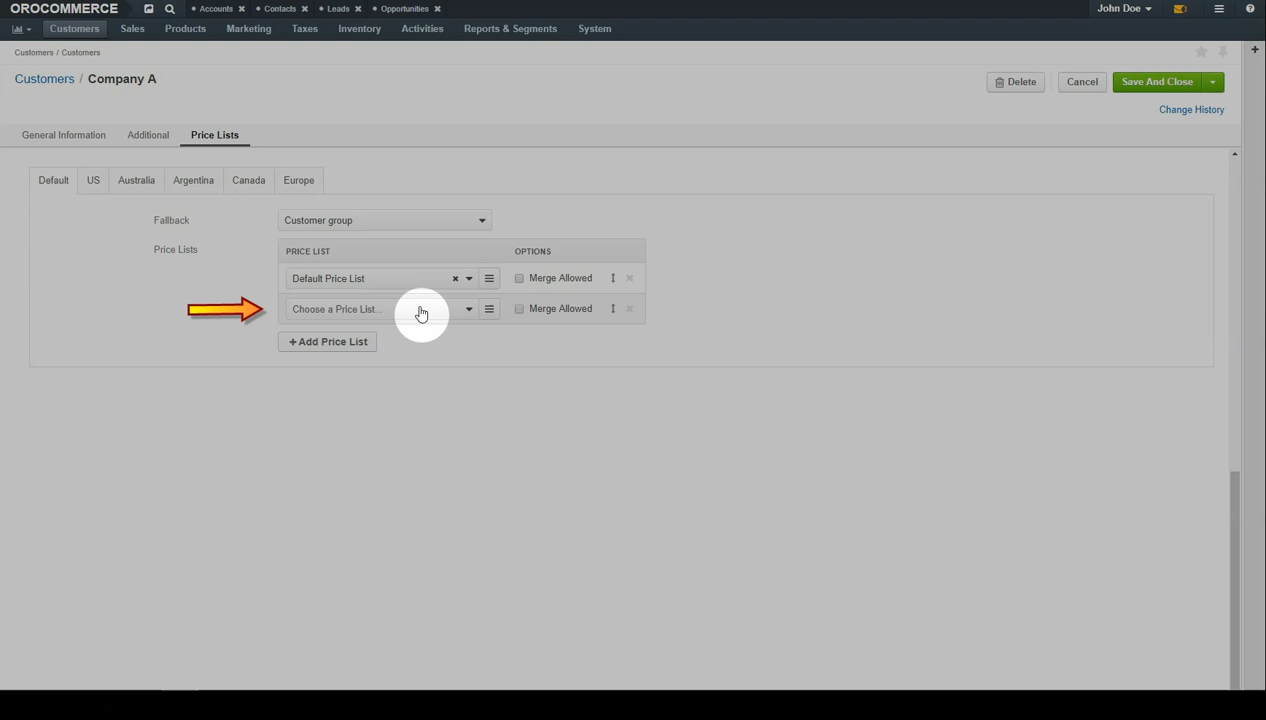 OROCOMMERCE
Accounts Contacts Leads Opportunities John Doe
Customers Sales Products Marketing Taxes Inventory Activities Reports & Segments System
Customers / Customers
Customers / Company A
Delete Cancel Save And Close
Change History
General Information Additional Price Lists
Default US Australia Argentina Canada Europe
Fallback Customer group
Price Lists PRICE LIST OPTIONS
Default Price List Merge Allowed
Choose a Price List... Merge Allowed
+ Add Price List